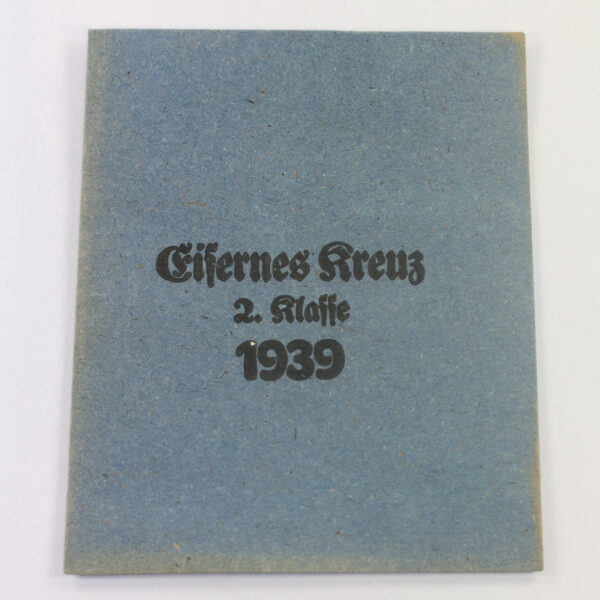 Eisernes Kreuz
2. Klasse
1939